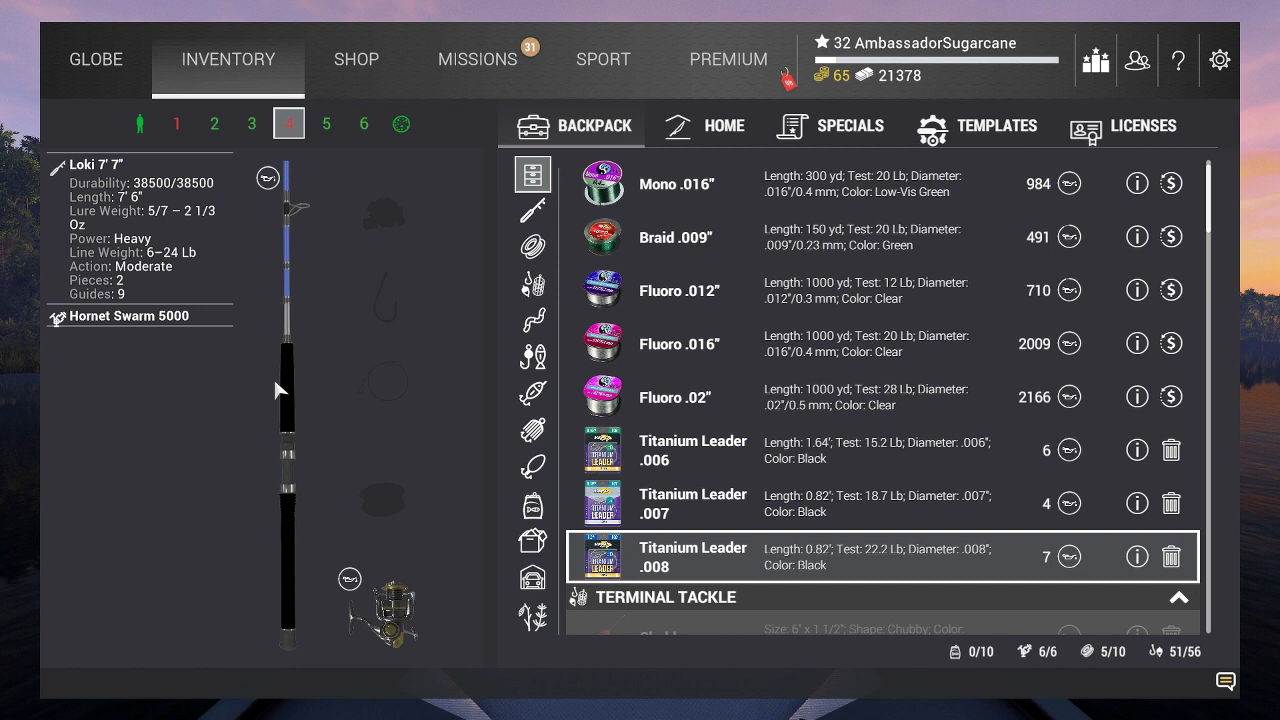 GLOBE
INVENTORY
SHOP
MISSIONS
31
SPORT
PREMIUM
32 AmbassadorSugarcane
65 21378
1 2 3 4 5 6
BACKPACK
HOME
SPECIALS
TEMPLATES
LICENSES
Loki 7' 7"
Durability: 38500/38500
Length: 7' 6"
Lure Weight: 5/7 – 2 1/3
Oz
Power: Heavy
Line Weight: 6–24 Lb
Action: Moderate
Pieces: 2
Guides: 9
Hornet Swarm 5000
Mono .016"
Length: 300 yd; Test: 20 Lb; Diameter:
.016"/0.4 mm; Color: Low-Vis Green
984
Braid .009"
Length: 150 yd; Test: 20 Lb; Diameter:
.009"/0.23 mm; Color: Green
491
Fluoro .012"
Length: 1000 yd; Test: 12 Lb; Diameter:
.012"/0.3 mm; Color: Clear
710
Fluoro .016"
Length: 1000 yd; Test: 20 Lb; Diameter:
.016"/0.4 mm; Color: Clear
2009
Fluoro .02"
Length: 1000 yd; Test: 28 Lb; Diameter:
.02"/0.5 mm; Color: Clear
2166
Titanium Leader
.006
Length: 1.64'; Test: 15.2 Lb; Diameter: .006";
Color: Black
6
Titanium Leader
.007
Length: 0.82'; Test: 18.7 Lb; Diameter: .007";
Color: Black
4
Titanium Leader
.008
Length: 0.82'; Test: 22.2 Lb; Diameter: .008";
Color: Black
7
TERMINAL TACKLE
Size: 6" x 1 1/2"; Shape: Chubby; Color:
0/10
6/6
5/10
51/56